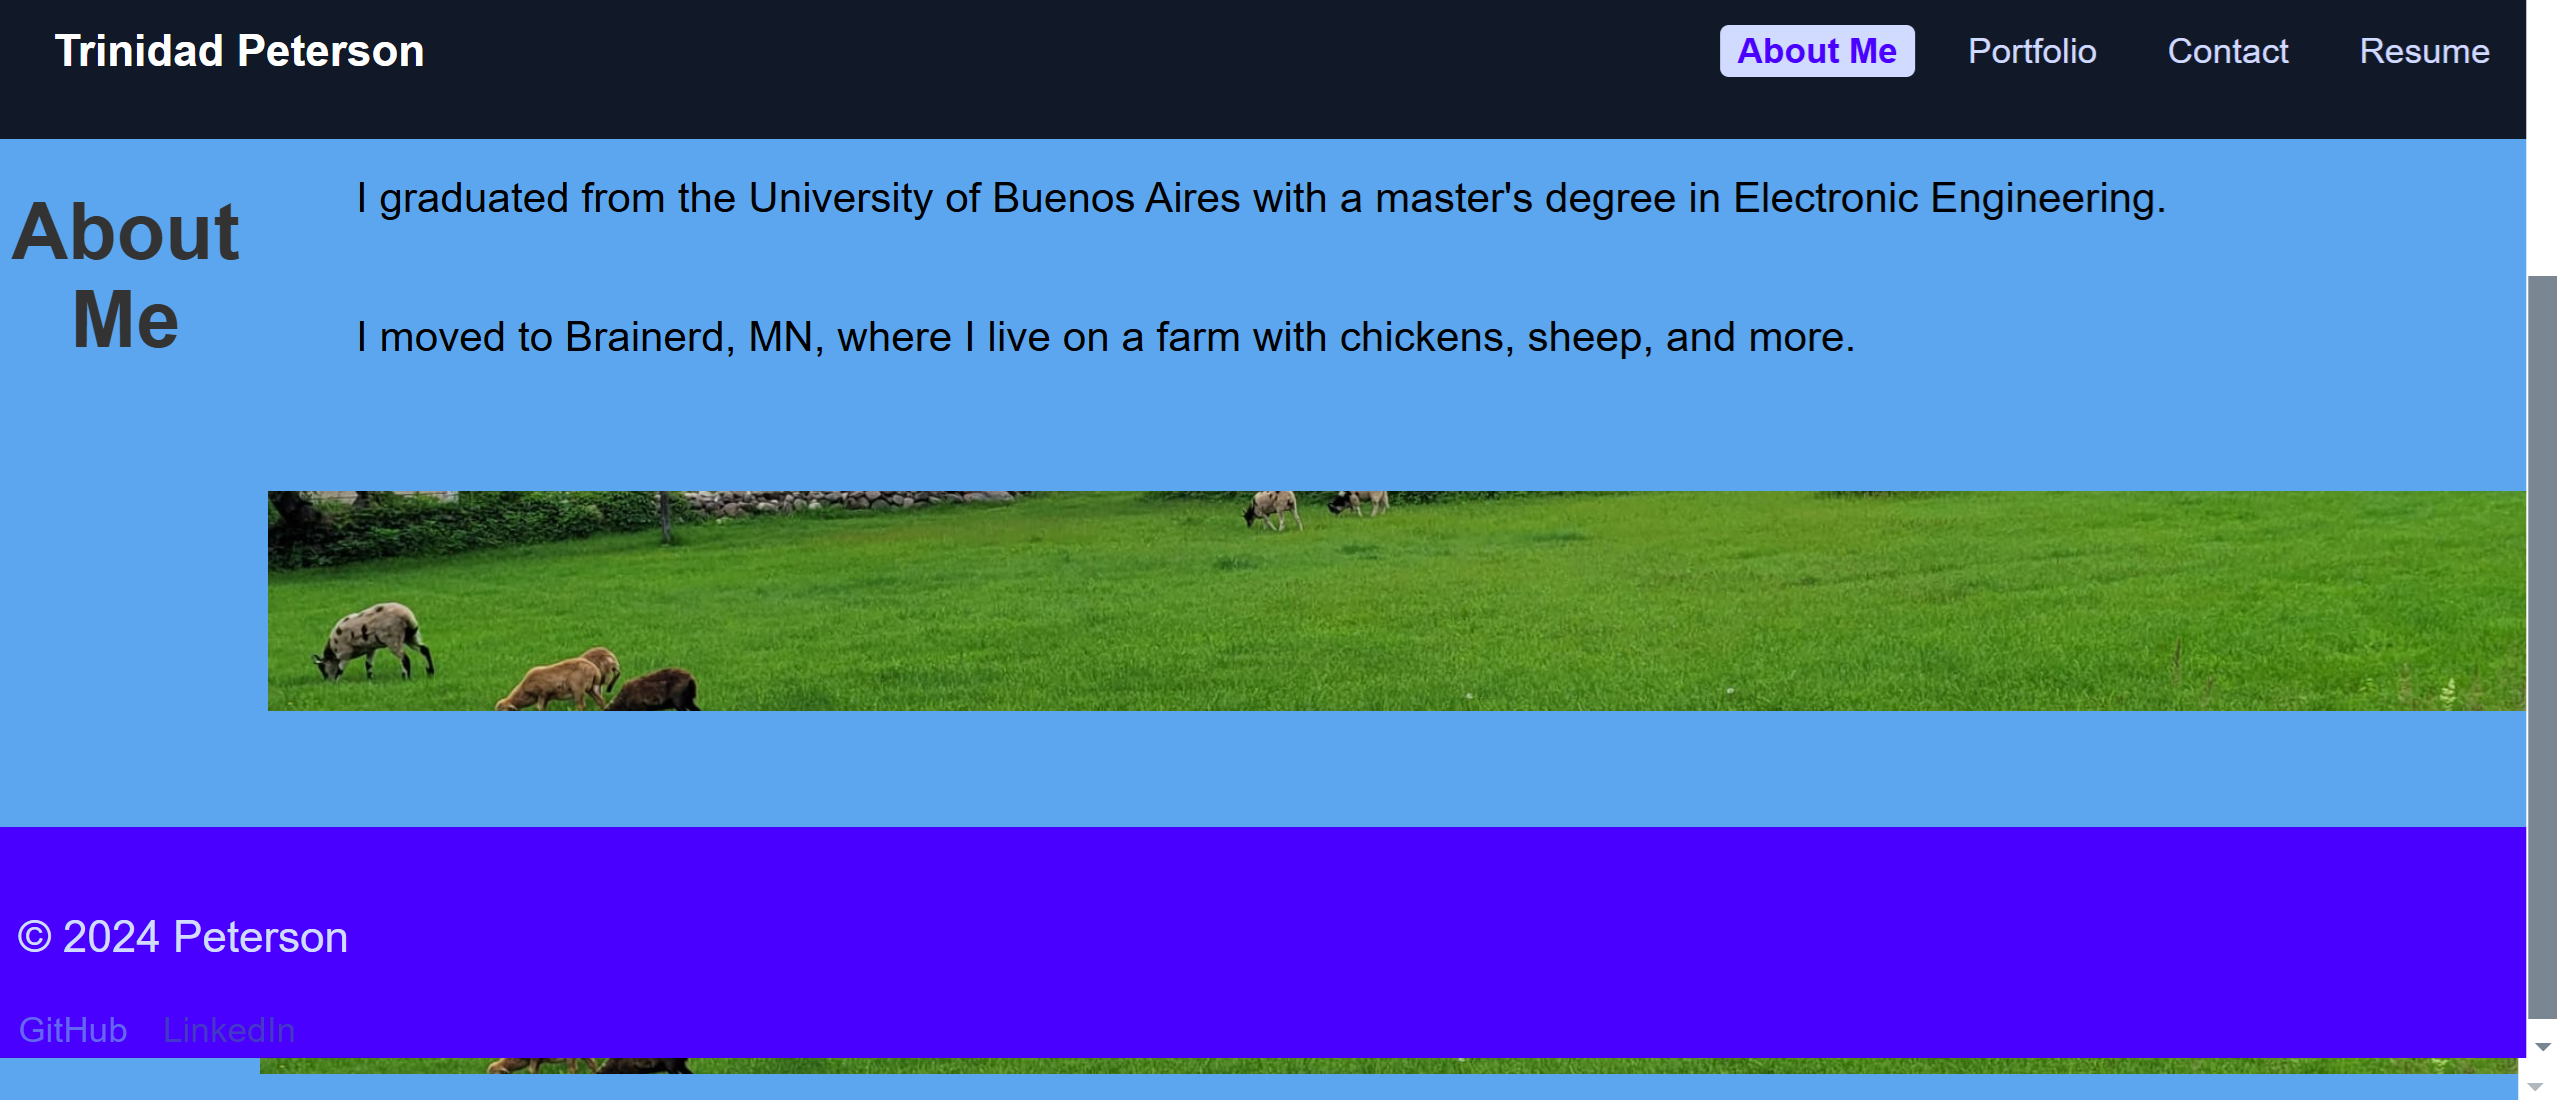 Trinidad Peterson
About Me
Portfolio
Contact
Resume
About
Me
I graduated from the University of Buenos Aires with a master's degree in Electronic Engineering.
I moved to Brainerd, MN, where I live on a farm with chickens, sheep, and more.
© 2024 Peterson
GitHub
LinkedIn